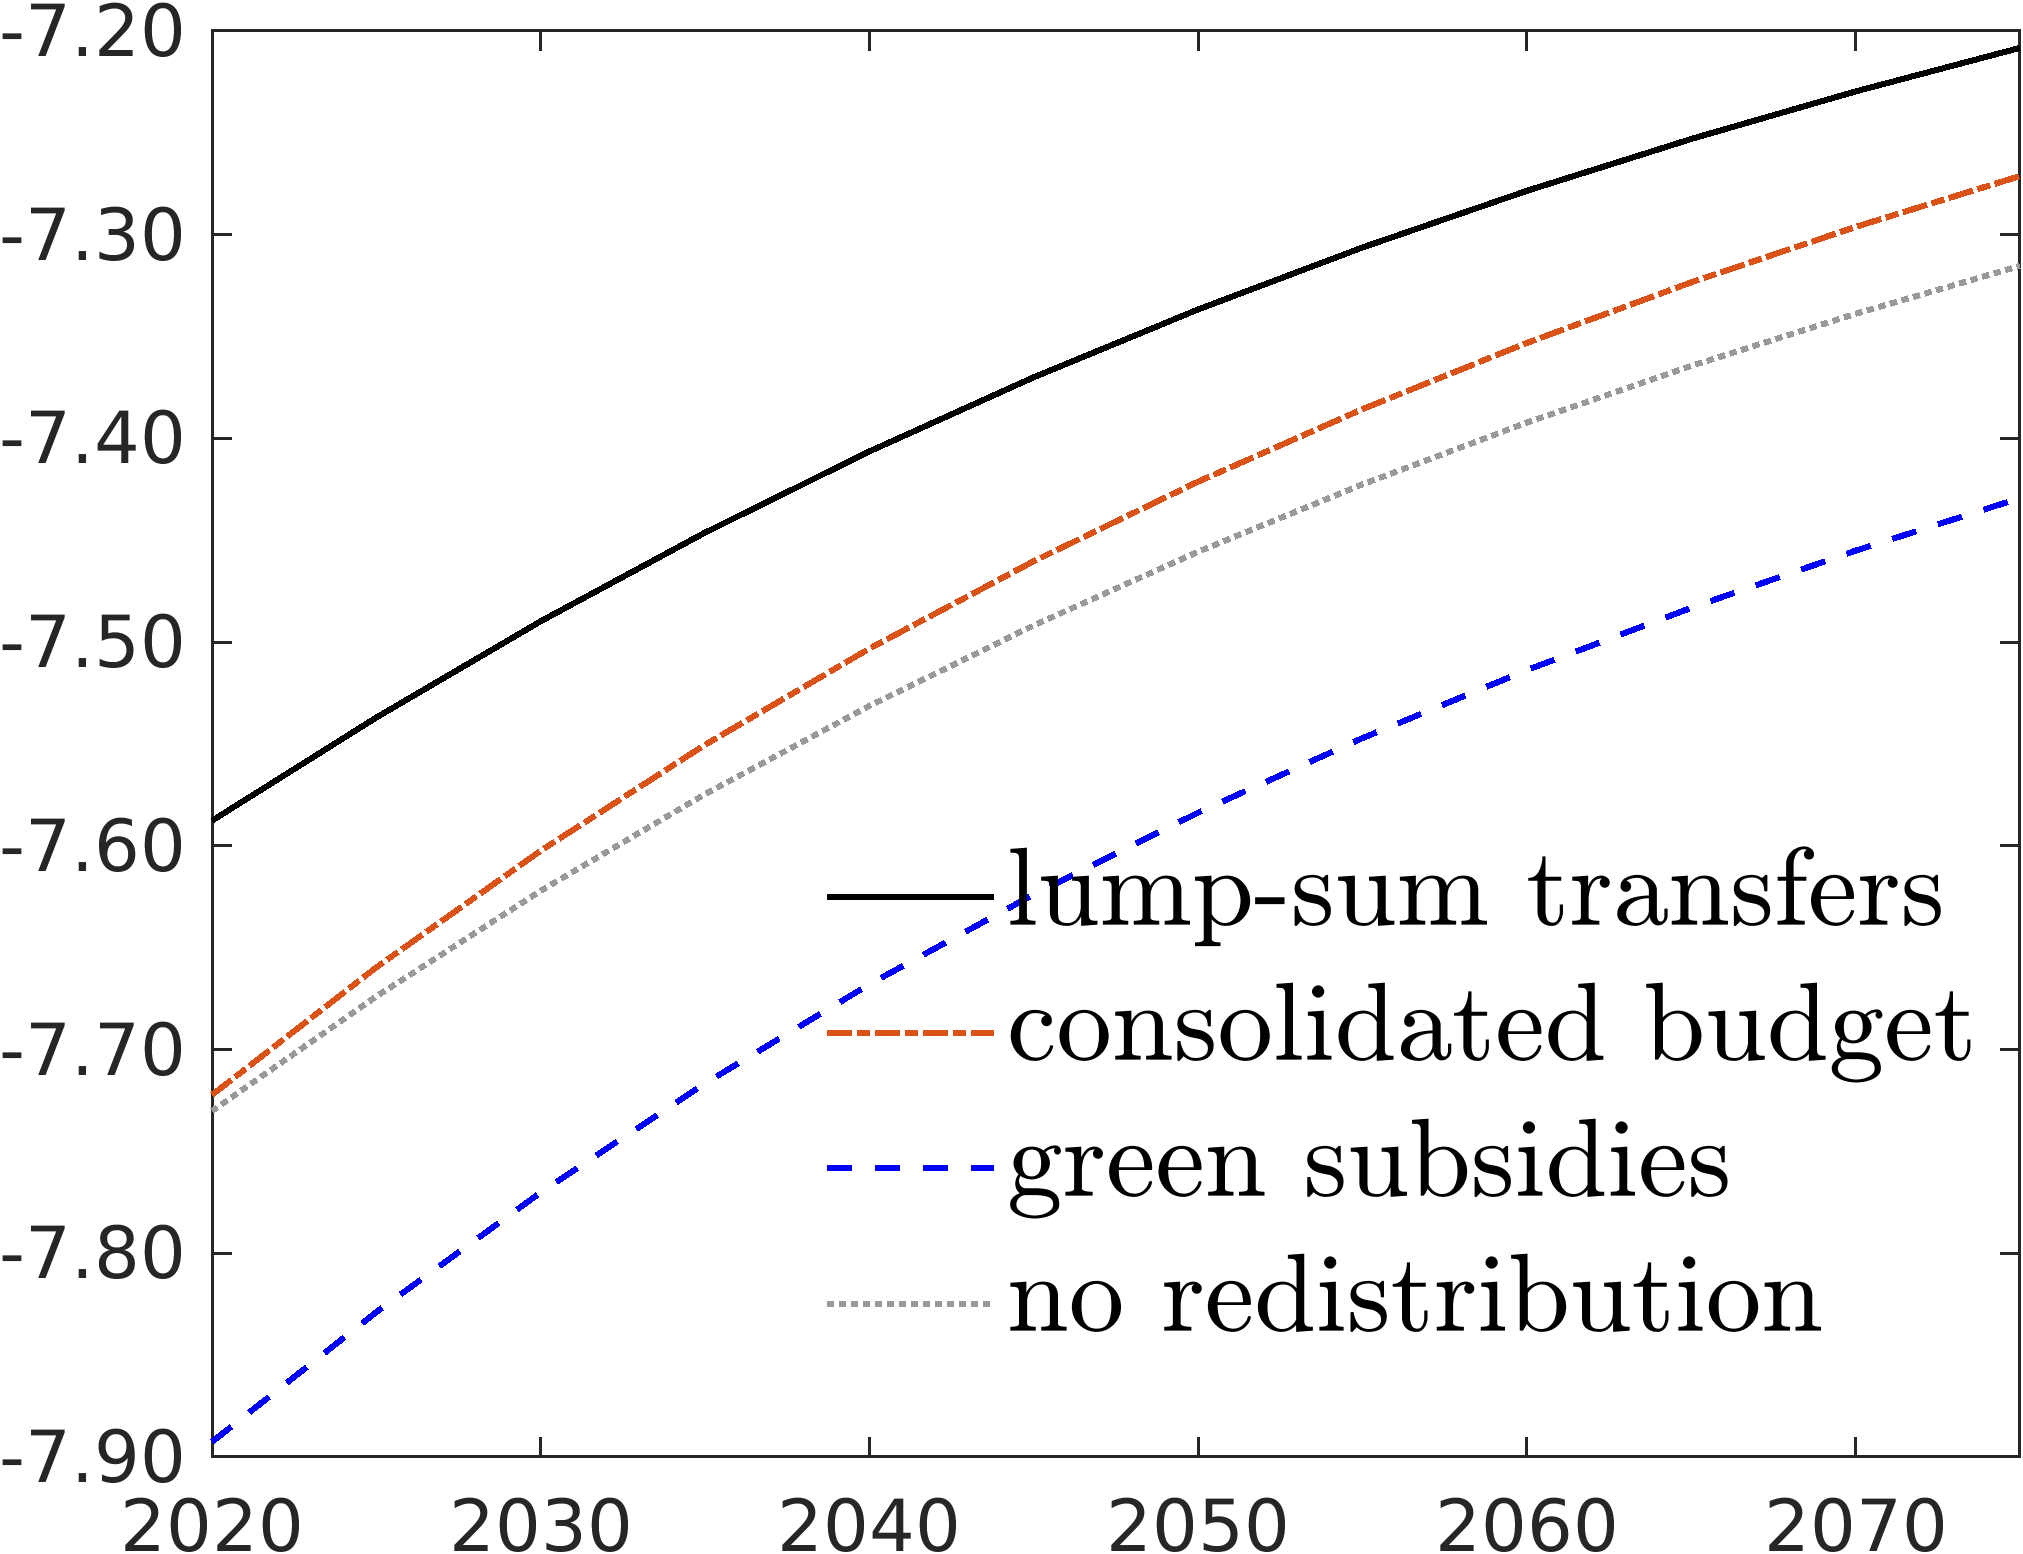 -7.20
-7.30
-7.40
-7.50
-7.60
-7.70
-7.80
-7.90
2020 2030 2040 2050 2060 2070
lump-sum transfers
consolidated budget
green subsidies
no redistribution